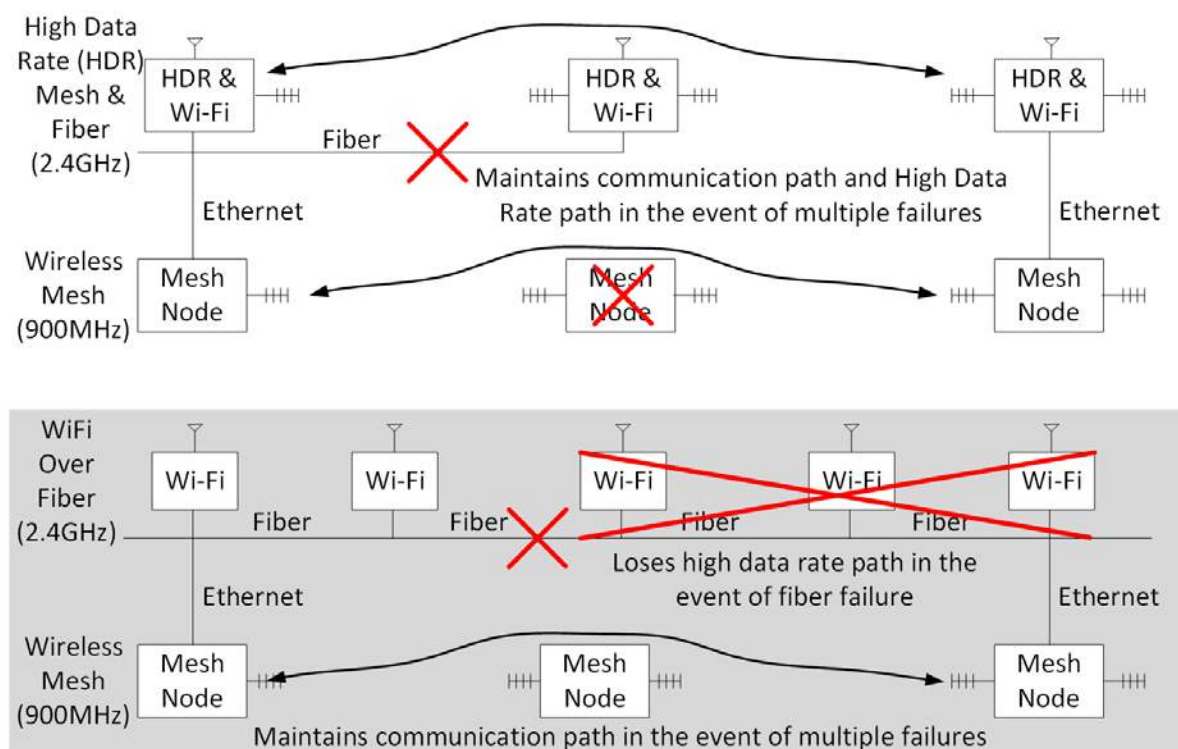 High Data
Rate (HDR)
Mesh &
Fiber
(2.4GHz)
HDR &
Wi-Fi
HDR &
Wi-Fi
HDR &
Wi-Fi
Fiber
Maintains communication path and High Data
Rate path in the event of multiple failures
Ethernet
Ethernet
Wireless
Mesh
(900MHz)
Mesh
Node
Mesh
Node
Mesh
Node
WiFi
Over
Fiber
(2.4GHz)
Wi-Fi
Wi-Fi
Wi-Fi
Wi-Fi
Wi-Fi
Fiber
Fiber
Fiber
Fiber
Loses high data rate path in the
event of fiber failure
Ethernet
Ethernet
Wireless
Mesh
(900MHz)
Mesh
Node
Mesh
Node
Mesh
Node
Maintains communication path in the event of multiple failures